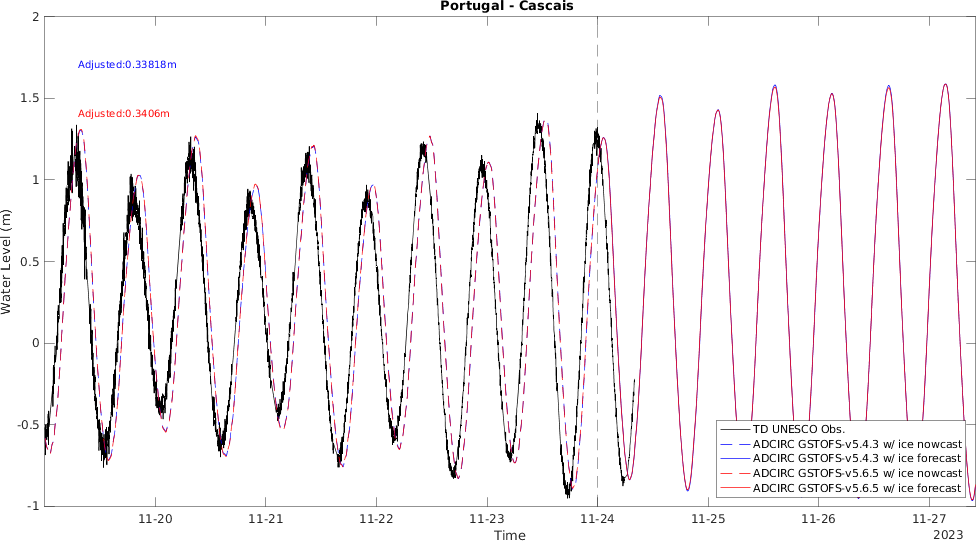 Portugal - Cascais
2
Adjusted:0.33818m
1.5
Adjusted:0.3406m
1
Water Level (m)
0.5
0
-0.5
-1
TD UNESCO Obs.
ADCIRC GSTOFS-v5.4.3 w/ ice nowcast
ADCIRC GSTOFS-v5.4.3 w/ ice forecast
ADCIRC GSTOFS-v5.6.5 w/ ice nowcast
ADCIRC GSTOFS-v5.6.5 w/ ice forecast
11-20 11-21 11-22 11-23 11-24 11-25 11-26 11-27
Time
2023